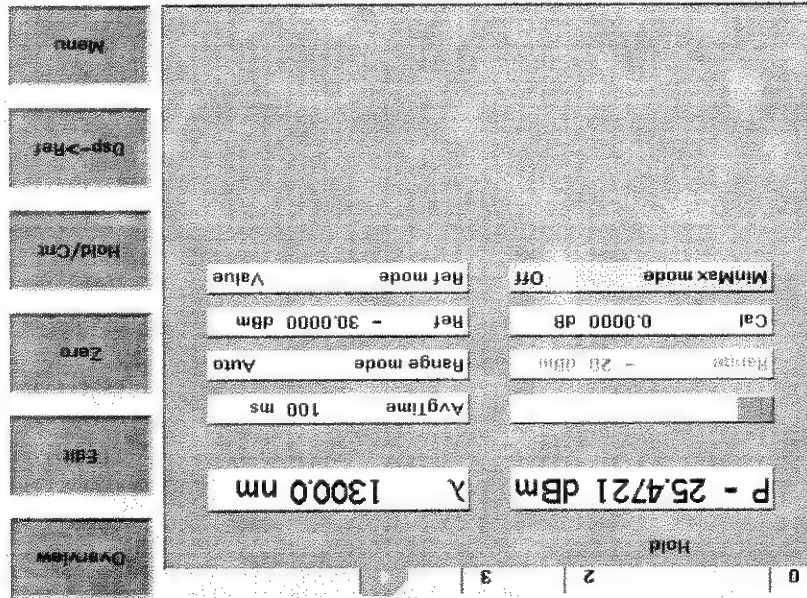 0 2 3
Hold
P - 25.4721 dBm
λ 1300.0 nm
AvgTime 100 ms
Range - 20 dBm
Range mode Auto
Cal 0.0000 dB
Ref - 30.0000 dBm
MinMax mode Off
Ref mode Value
Overview
Edit
Zero
Hold/Cnt
Dsp->Ref
Menu